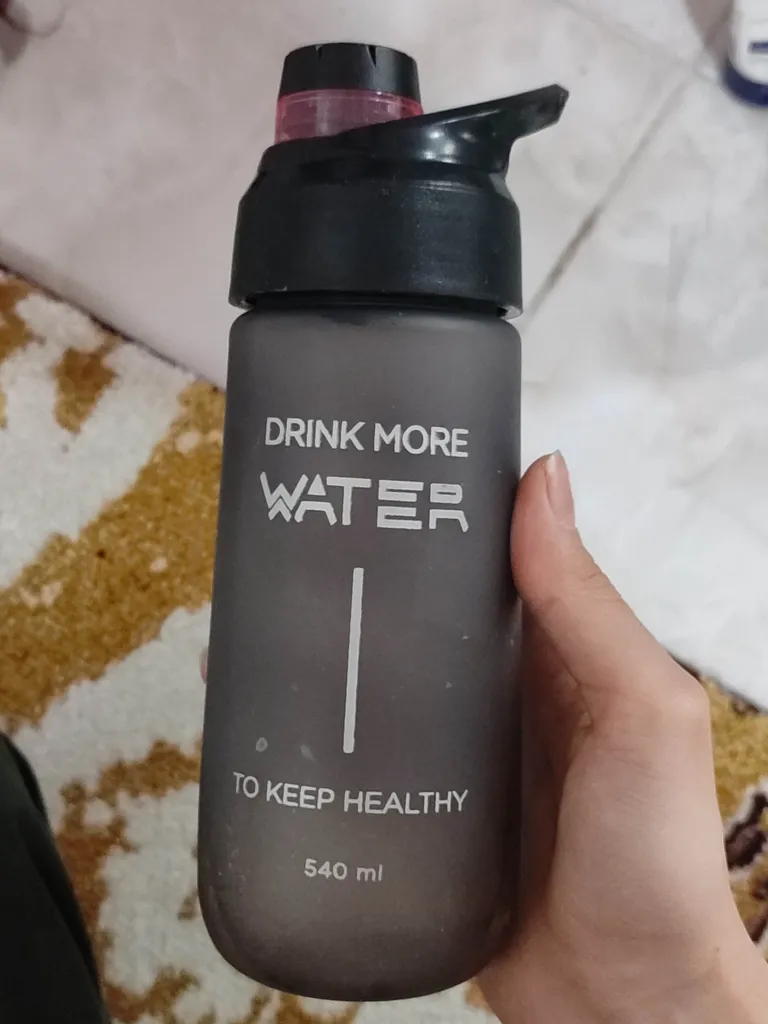 DRINK MORE
WATER
TO KEEP HEALTHY
540 ml